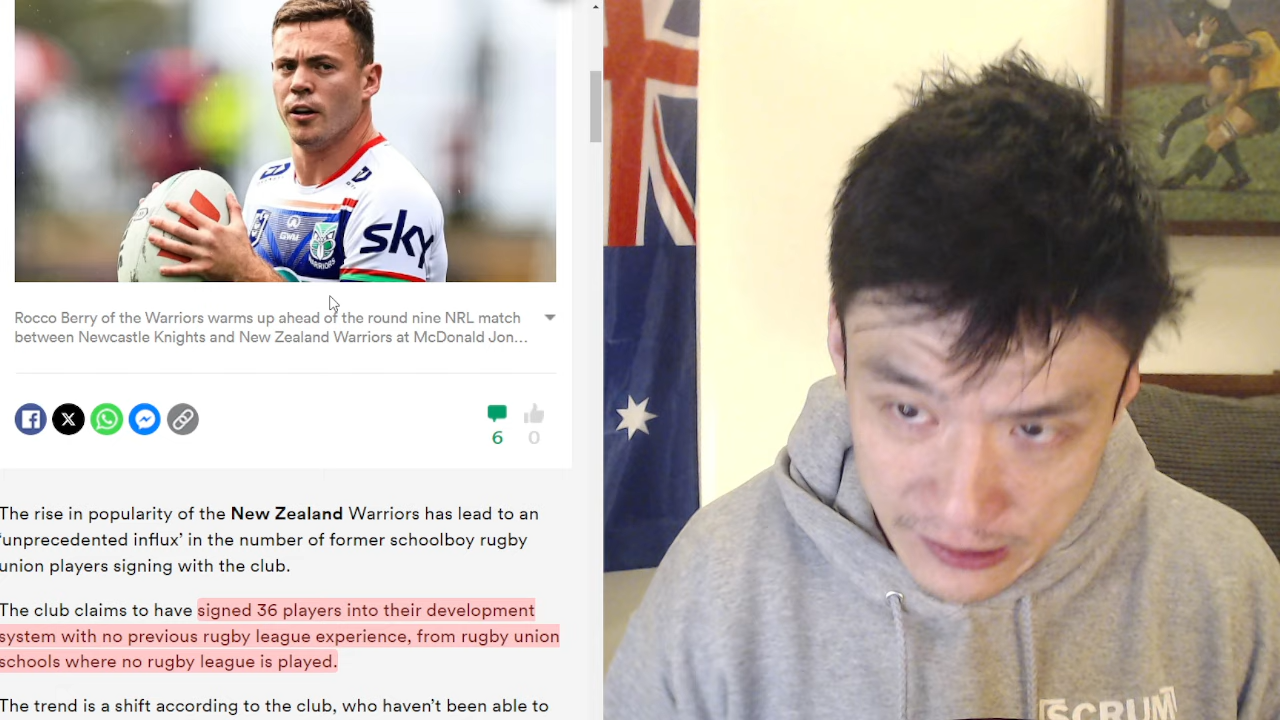 sky
WARRIORS
Rocco Berry of the Warriors warms up ahead of the round nine NRL match
between Newcastle Knights and New Zealand Warriors at McDonald Jon...
6
0
The rise in popularity of the New Zealand Warriors has lead to an
‘unprecedented influx’ in the number of former schoolboy rugby
union players signing with the club.
The club claims to have signed 36 players into their development
system with no previous rugby league experience, from rugby union
schools where no rugby league is played.
The trend is a shift according to the club, who haven’t been able to
SCRUM